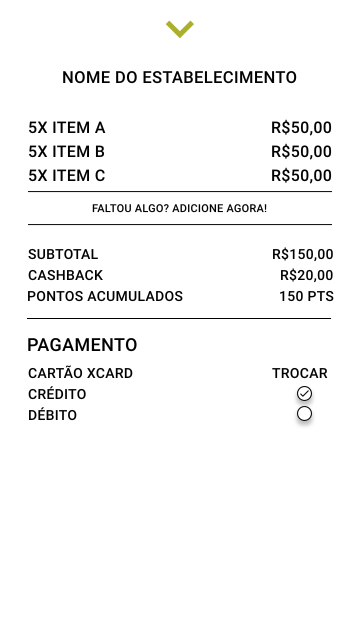 NOME DO ESTABELECIMENTO
5X ITEM A R$50,00
5X ITEM B R$50,00
5X ITEM C R$50,00
FALTOU ALGO? ADICIONE AGORA!
SUBTOTAL R$150,00
CASHBACK R$20,00
PONTOS ACUMULADOS 150 PTS
PAGAMENTO
CARTÃO XCARD TROCAR
CRÉDITO
DÉBITO